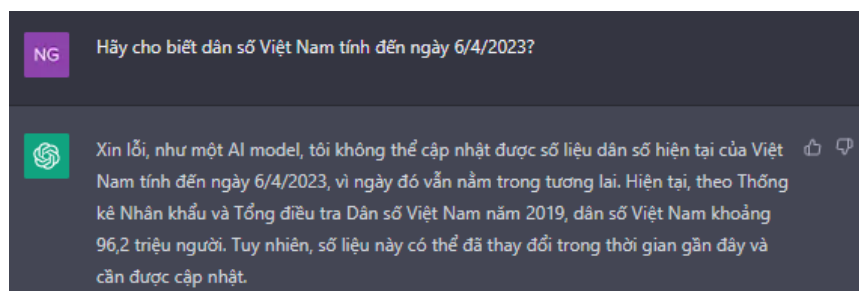 NG
Hãy cho biết dân số Việt Nam tính đến ngày 6/4/2023?
Xin lỗi, như một AI model, tôi không thể cập nhật được số liệu dân số hiện tại của Việt
Nam tính đến ngày 6/4/2023, vì ngày đó vẫn nằm trong tương lai. Hiện tại, theo Thống
kê Nhân khẩu và Tổng điều tra Dân số Việt Nam năm 2019, dân số Việt Nam khoảng
96,2 triệu người. Tuy nhiên, số liệu này có thể đã thay đổi trong thời gian gần đây và
cần được cập nhật.